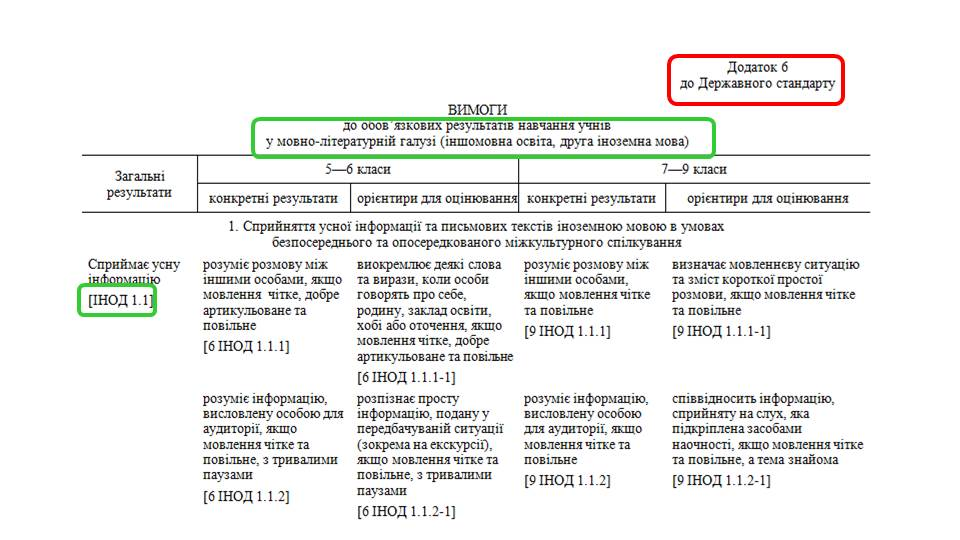 Додаток 6
до Державного стандарту
ВИМОГИ
до обов’язкових результатів навчання учнів
у мовно-літературній галузі (іншомовна освіта, друга іноземна мова)
Загальні
результати
5—6 класи
7—9 класи
конкретні результати
орієнтири для оцінювання
конкретні результати
орієнтири для оцінювання
1. Сприйняття усної інформації та письмових текстів іноземною мовою в умовах
безпосереднього та опосередкованого міжкультурного спілкування
Сприймає усну
інформацію
[ІНОД 1.1]
розуміє розмову між
іншими особами, якщо
мовлення чітке, добре
артикульоване та
повільне
[6 ІНОД 1.1.1]
виокремлює деякі слова
та вирази, коли особи
говорять про себе,
родину, заклад освіти,
хобі або оточення, якщо
мовлення чітке, добре
артикульоване та повільне
[6 ІНОД 1.1.1-1]
розуміє розмову між
іншими особами,
якщо мовлення чітке
та повільне
[9 ІНОД 1.1.1]
визначає мовленнєву ситуацію
та зміст короткої простої
розмови, якщо мовлення чітке
та повільне
[9 ІНОД 1.1.1-1]
розуміє інформацію,
висловлену особою для
аудиторії, якщо
мовлення чітке та
повільне, з тривалими
паузами
[6 ІНОД 1.1.2]
розпізнає просту
інформацію, подану у
передбачуваній ситуації
(зокрема на екскурсії),
якщо мовлення чітке та
повільне, з тривалими
паузами
[6 ІНОД 1.1.2-1]
розуміє інформацію,
висловлену особою
для аудиторії, якщо
мовлення чітке та
повільне
[9 ІНОД 1.1.2]
співвідносить інформацію,
сприйняту на слух, яка
підкріплена засобами
наочності, якщо мовлення чітке
та повільне, а тема знайома
[9 ІНОД 1.1.2-1]